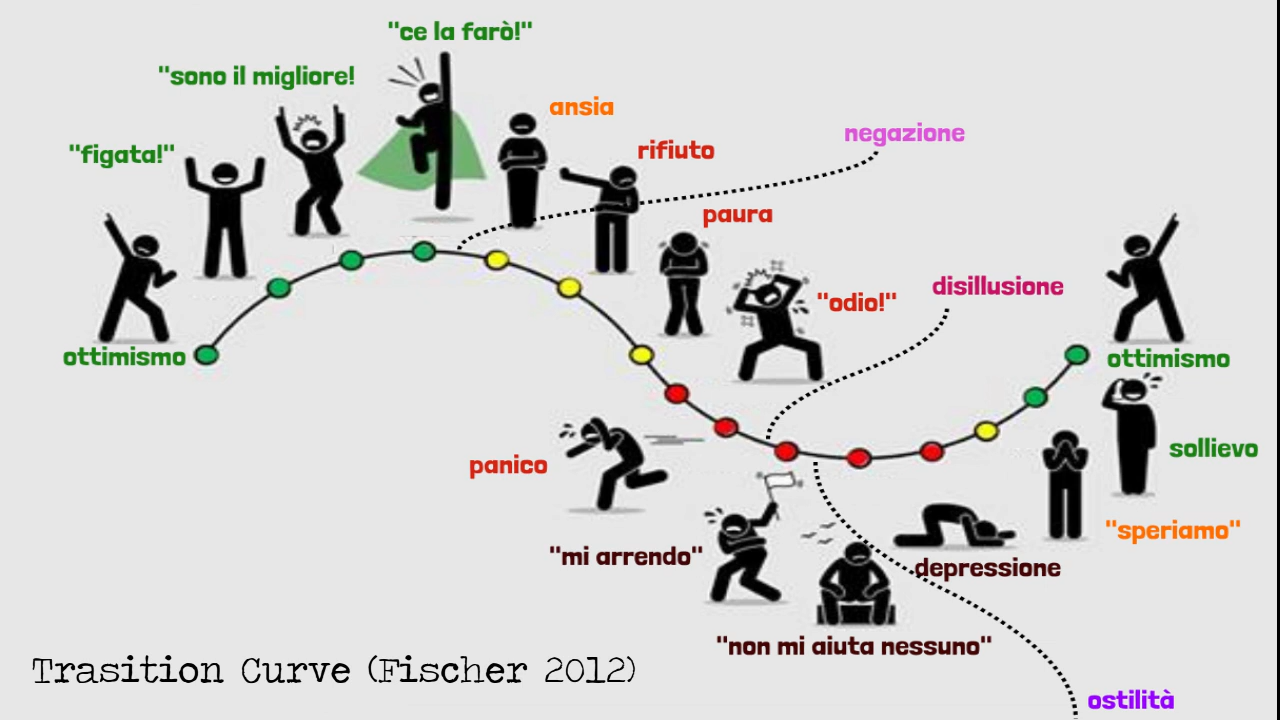 "ce la farò!"
"sono il migliore!
"figata!"
ansia
negazione
rifiuto
paura
disillusione
"odio!"
ottimismo
ottimismo
panico
sollievo
"speriamo"
"mi arrendo"
depressione
"non mi aiuta nessuno"
Trasition Curve (Fischer 2012)
ostilità